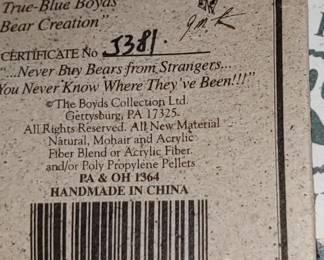 True-Blue Boyds
Bear Creation"
CERTIFICATE No J381.
"...Never Buy Bears from Strangers...
You Never Know Where They've Been!!!"
©The Boyds Collection Ltd.
Gettysburg, PA 17325.
All Rights Reserved. All New Material
Natural, Mohair and Acrylic
Fiber Blend or Acrylic Fiber.
and/or Poly Propylene Pellets
PA & OH 1364
HANDMADE IN CHINA